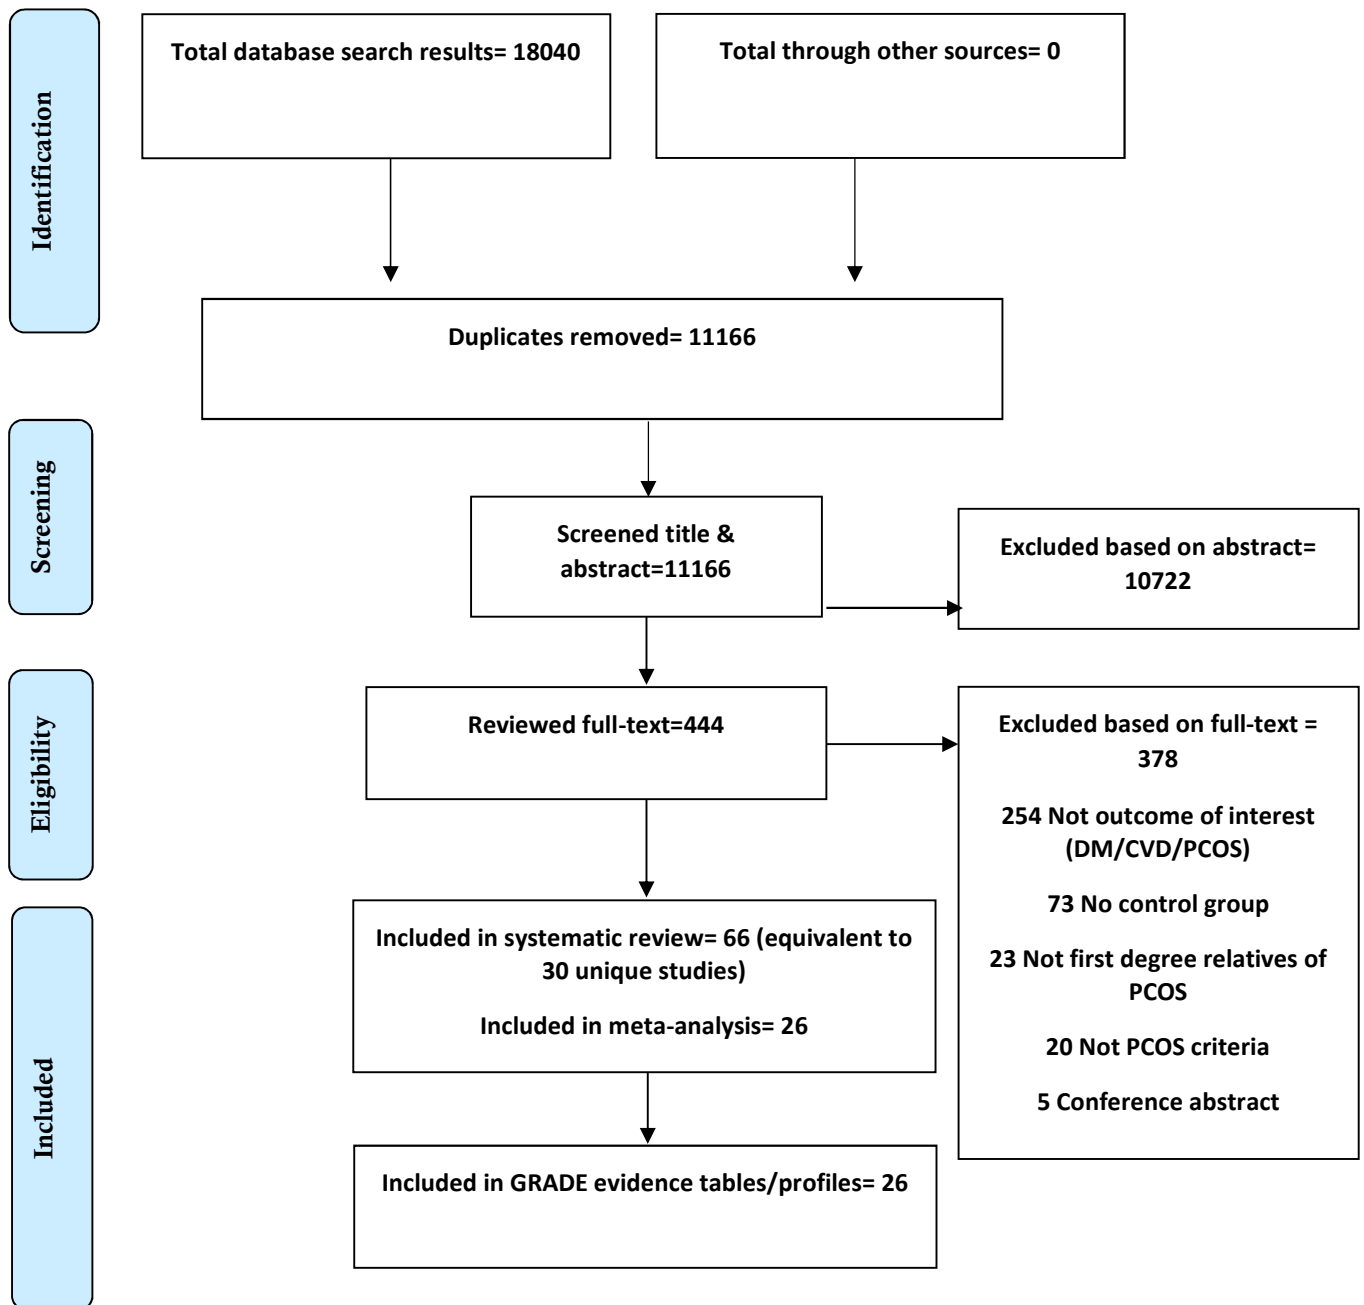 Identification
Total database search results= 18040
Total through other sources= 0
Duplicates removed= 11166
Screening
Screened title &
abstract=11166
Excluded based on abstract=
10722
Eligibility
Reviewed full-text=444
Excluded based on full-text =
378
254 Not outcome of interest
(DM/CVD/PCOS)
73 No control group
23 Not first degree relatives of
PCOS
20 Not PCOS criteria
5 Conference abstract
Included
Included in systematic review= 66 (equivalent to
30 unique studies)
Included in meta-analysis= 26
Included in GRADE evidence tables/profiles= 26